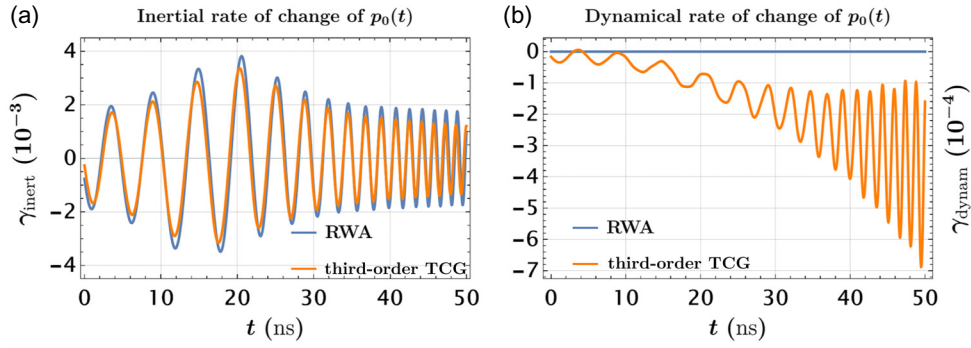 (a)
Inertial rate of change of p₀(t)
γ_inert (10⁻³)
4
2
0
−2
−4
RWA
third-order TCG
0 10 20 30 40 50
t (ns)
(b)
Dynamical rate of change of p₀(t)
0
−1
−2
−3
−4
−5
−6
−7
γ_dynam (10⁻⁴)
RWA
third-order TCG
0 10 20 30 40 50
t (ns)